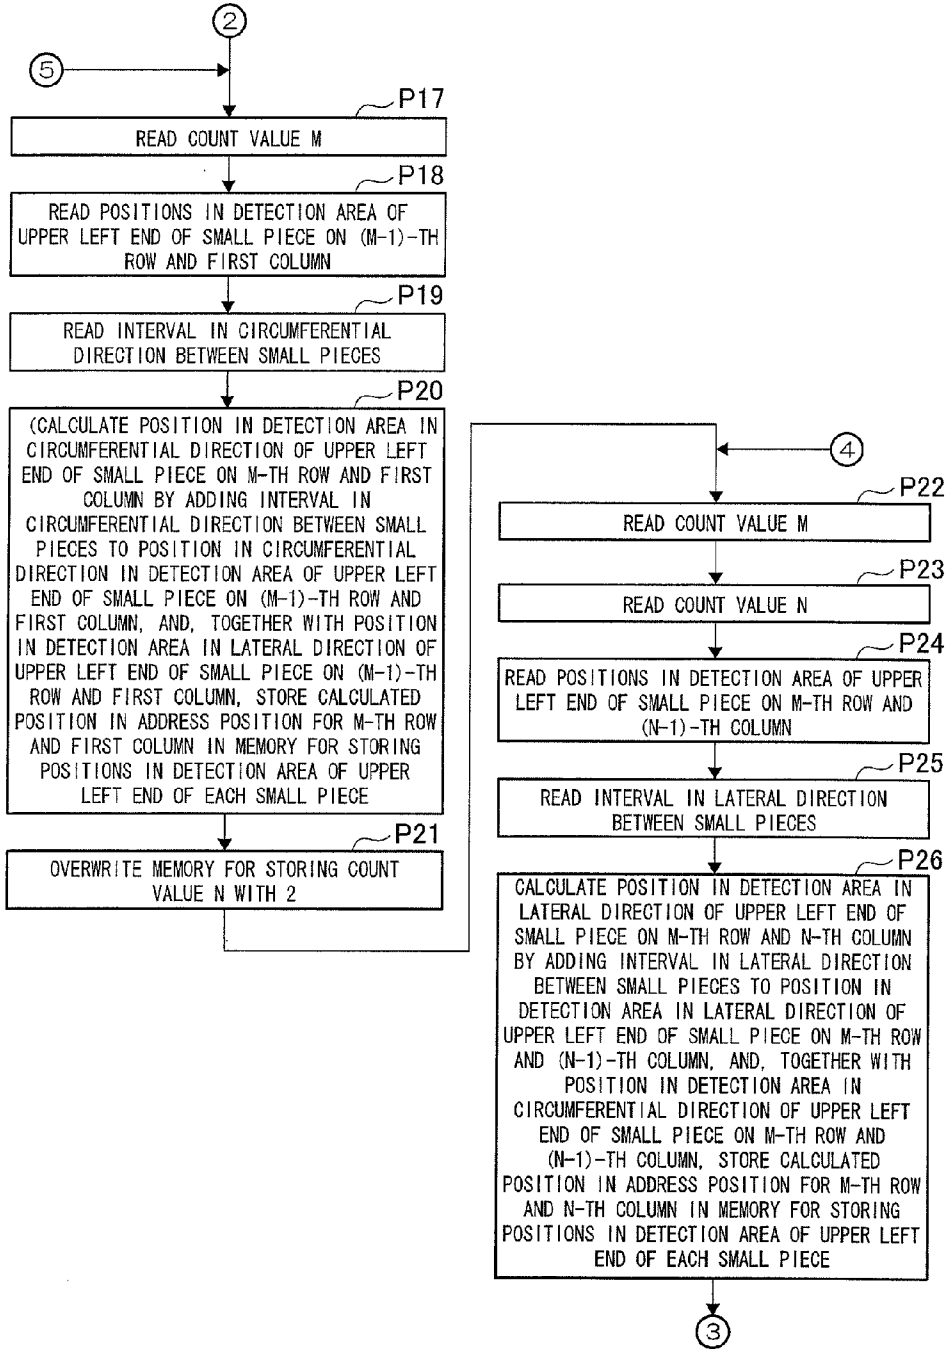 2
5
P17
READ COUNT VALUE M
P18
READ POSITIONS IN DETECTION AREA OF
UPPER LEFT END OF SMALL PIECE ON (M-1)-TH
ROW AND FIRST COLUMN
P19
READ INTERVAL IN CIRCUMFERENTIAL
DIRECTION BETWEEN SMALL PIECES
P20
(CALCULATE POSITION IN DETECTION AREA IN
CIRCUMFERENTIAL DIRECTION OF UPPER LEFT
END OF SMALL PIECE ON M-TH ROW AND FIRST
COLUMN BY ADDING INTERVAL IN
CIRCUMFERENTIAL DIRECTION BETWEEN SMALL
PIECES TO POSITION IN CIRCUMFERENTIAL
DIRECTION IN DETECTION AREA OF UPPER LEFT
END OF SMALL PIECE ON (M-1)-TH ROW AND
FIRST COLUMN, AND, TOGETHER WITH POSITION
IN DETECTION AREA IN LATERAL DIRECTION OF
UPPER LEFT END OF SMALL PIECE ON (M-1)-TH
ROW AND FIRST COLUMN, STORE CALCULATED
POSITION IN ADDRESS POSITION FOR M-TH ROW
AND FIRST COLUMN IN MEMORY FOR STORING
POSITIONS IN DETECTION AREA OF UPPER
LEFT END OF EACH SMALL PIECE
P21
OVERWRITE MEMORY FOR STORING COUNT
VALUE N WITH 2
4
P22
READ COUNT VALUE M
P23
READ COUNT VALUE N
P24
READ POSITIONS IN DETECTION AREA OF UPPER
LEFT END OF SMALL PIECE ON M-TH ROW AND
(N-1)-TH COLUMN
P25
READ INTERVAL IN LATERAL DIRECTION
BETWEEN SMALL PIECES
P26
CALCULATE POSITION IN DETECTION AREA IN
LATERAL DIRECTION OF UPPER LEFT END OF
SMALL PIECE ON M-TH ROW AND N-TH COLUMN
BY ADDING INTERVAL IN LATERAL DIRECTION
BETWEEN SMALL PIECES TO POSITION IN
DETECTION AREA IN LATERAL DIRECTION OF
UPPER LEFT END OF SMALL PIECE ON M-TH ROW
AND (N-1)-TH COLUMN, AND, TOGETHER WITH
POSITION IN DETECTION AREA IN
CIRCUMFERENTIAL DIRECTION OF UPPER LEFT
END OF SMALL PIECE ON M-TH ROW AND
(N-1)-TH COLUMN, STORE CALCULATED
POSITION IN ADDRESS POSITION FOR M-TH ROW
AND N-TH COLUMN IN MEMORY FOR STORING
POSITIONS IN DETECTION AREA OF UPPER LEFT
END OF EACH SMALL PIECE
3